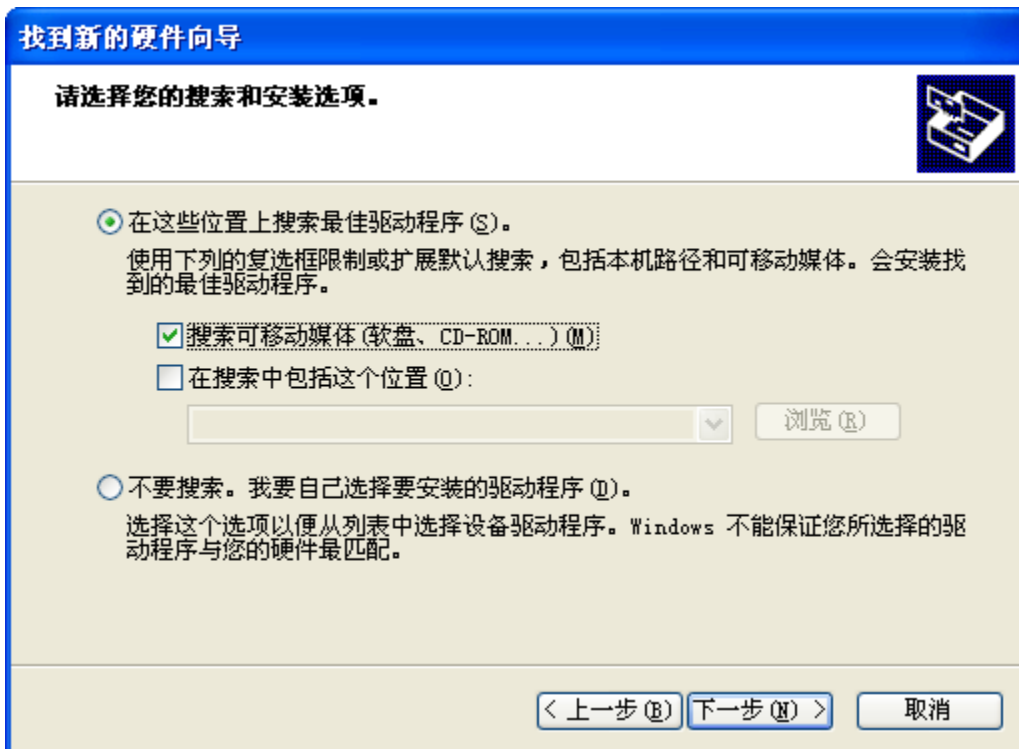 找到新的硬件向导
请选择您的搜索和安装选项。
在这些位置上搜索最佳驱动程序(S)。
使用下列的复选框限制或扩展默认搜索，包括本机路径和可移动媒体。会安装找
到的最佳驱动程序。
搜索可移动媒体(软盘、CD-ROM...)(M)
在搜索中包括这个位置(O):
浏览(R)
不要搜索。我要自己选择要安装的驱动程序(D)。
选择这个选项以便从列表中选择设备驱动程序。Windows 不能保证您所选择的驱
动程序与您的硬件最匹配。
< 上一步(B) 下一步(N) > 取消